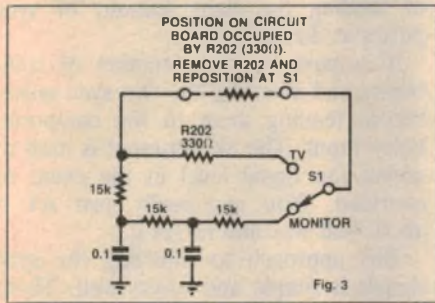 POSITION ON CIRCUIT
BOARD OCCUPIED
BY R202 (330Ω).
REMOVE R202 AND
REPOSITION AT S1
R202
330Ω
TV
S1
15k
15k
15k
MONITOR
0.1
0.1
Fig. 3